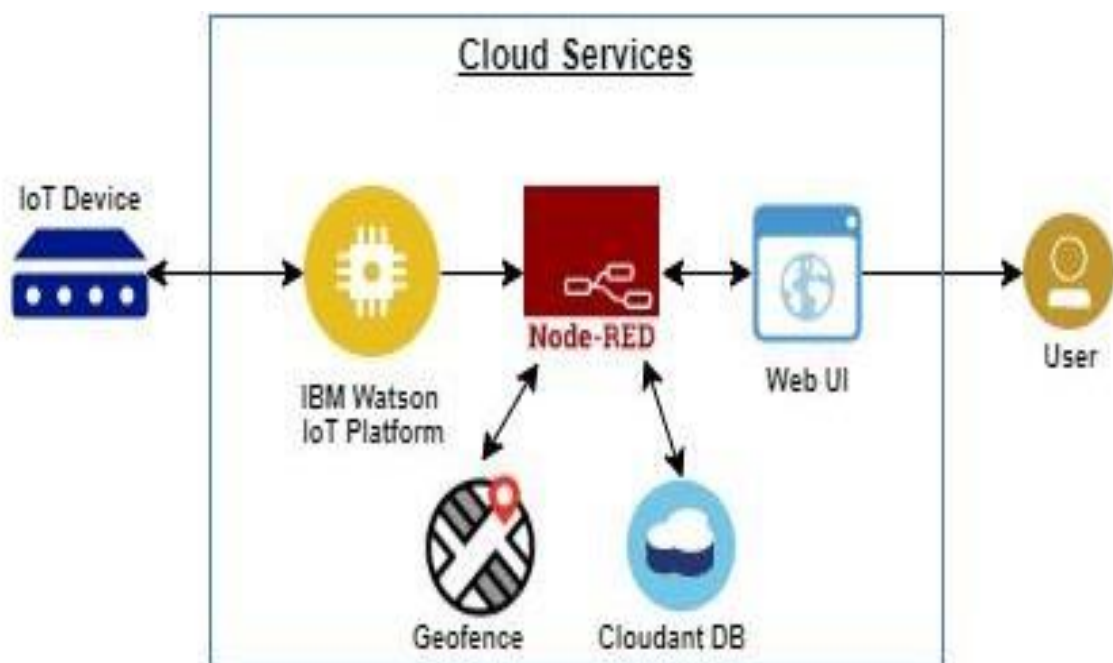 Cloud Services
IoT Device
Node-RED
IBM Watson
IoT Platform
Web UI
User
Geofence
Cloudant DB